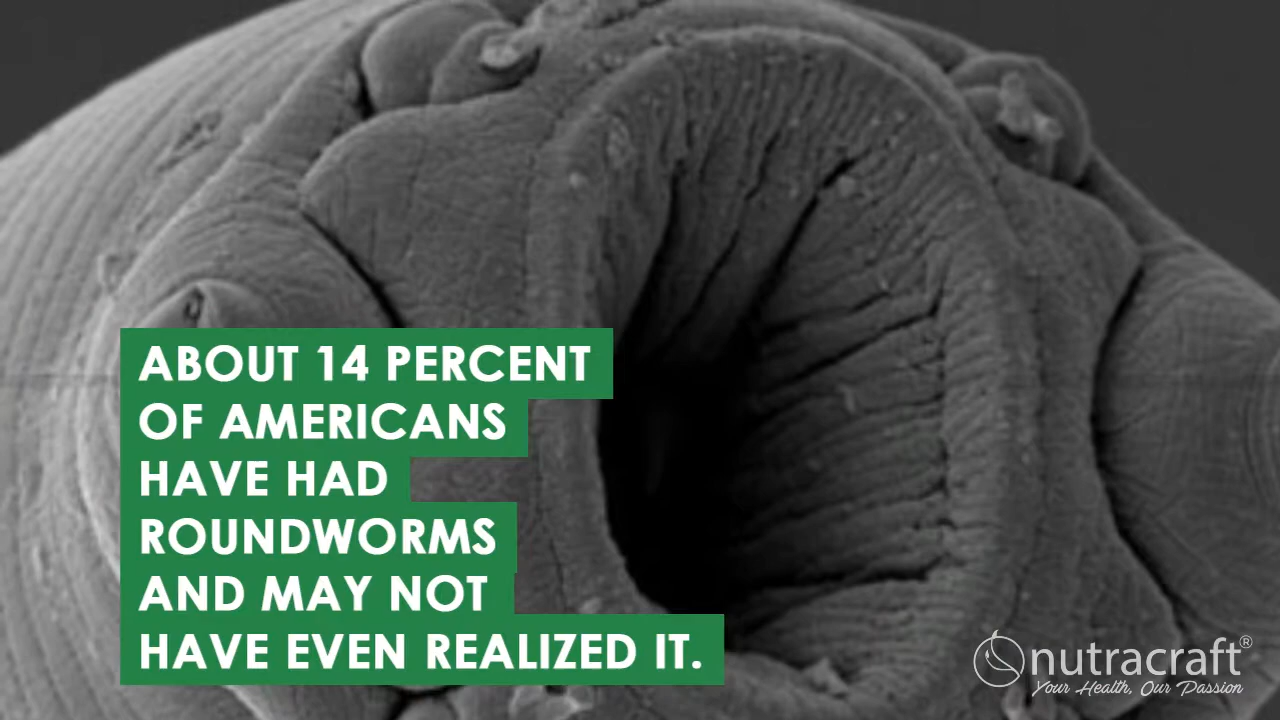 ABOUT 14 PERCENT
OF AMERICANS
HAVE HAD
ROUNDWORMS
AND MAY NOT
HAVE EVEN REALIZED IT.
nutracraft®
Your Health, Our Passion